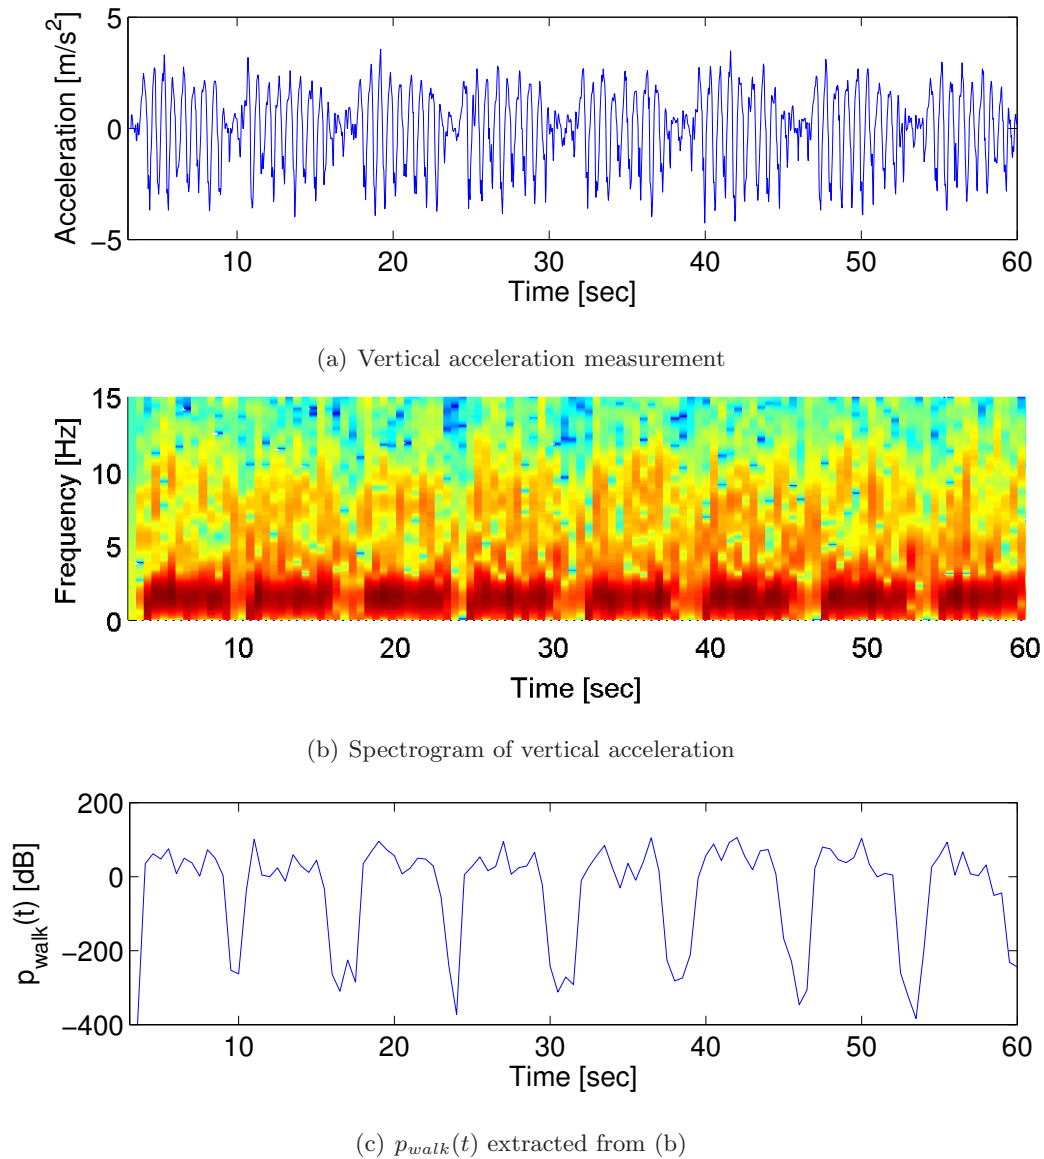 5
0
−5
Acceleration [m/s²]
10 20 30 40 50 60
Time [sec]
(a) Vertical acceleration measurement
15
10
5
0
Frequency [Hz]
10 20 30 40 50 60
Time [sec]
(b) Spectrogram of vertical acceleration
200
0
−200
−400
p_walk(t) [dB]
10 20 30 40 50 60
Time [sec]
(c) p_walk(t) extracted from (b)